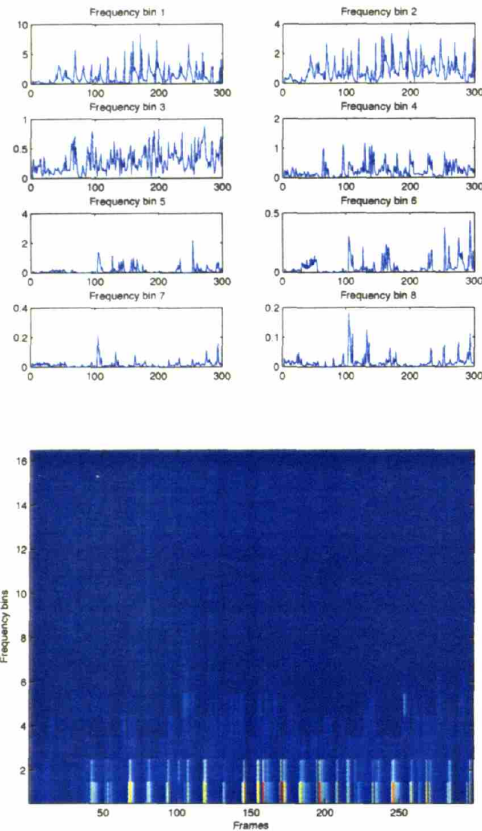 Frequency bin 1
Frequency bin 2
10
5
0
0 100 200 300
4
2
0
0 100 200 300
Frequency bin 3
Frequency bin 4
1
0.5
0
0 100 200 300
2
1
0
0 100 200 300
Frequency bin 5
Frequency bin 6
4
2
0
0 100 200 300
0.5
0
0 100 200 300
Frequency bin 7
Frequency bin 8
0.4
0.2
0
0 100 200 300
0.2
0.1
0
0 100 200 300
16
14
12
10
8
6
4
2
Frequency bins
50 100 150 200 250
Frames